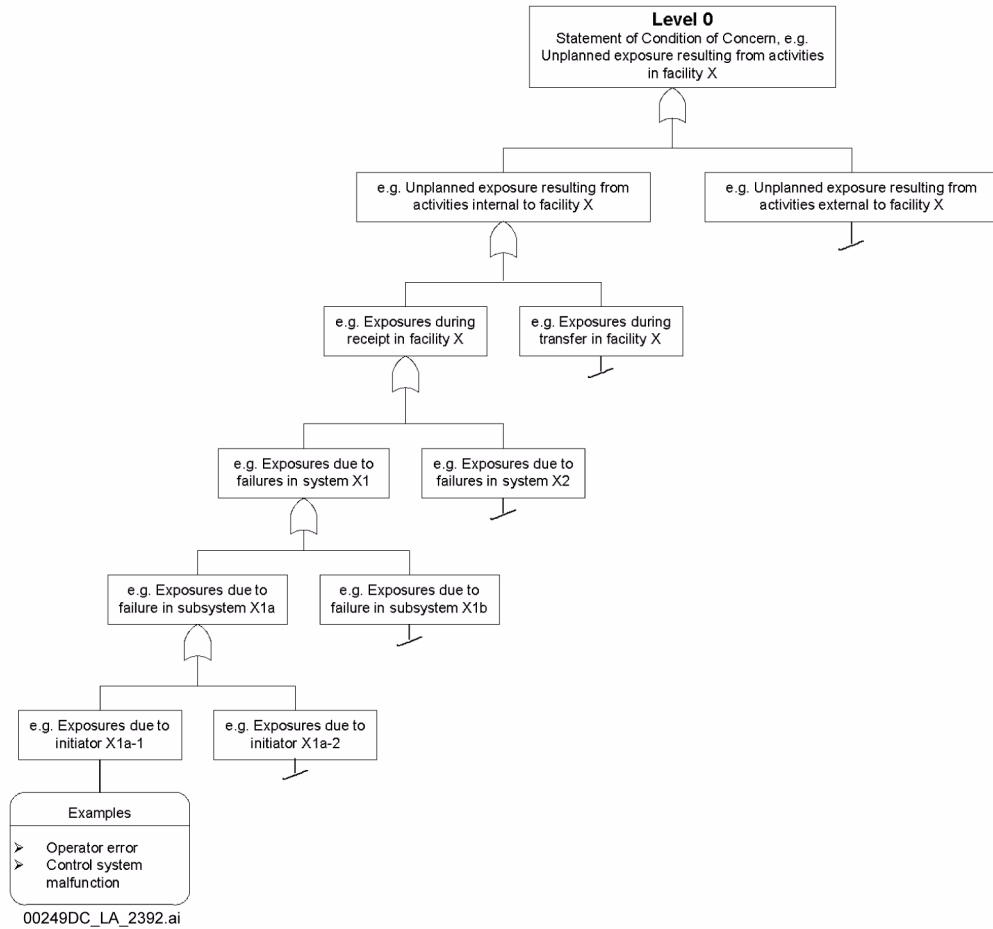 Level 0
Statement of Condition of Concern, e.g.
Unplanned exposure resulting from activities
in facility X
e.g. Unplanned exposure resulting from
activities internal to facility X
e.g. Unplanned exposure resulting from
activities external to facility X
e.g. Exposures during
receipt in facility X
e.g. Exposures during
transfer in facility X
e.g. Exposures due to
failures in system X1
e.g. Exposures due to
failures in system X2
e.g. Exposures due to
failure in subsystem X1a
e.g. Exposures due to
failure in subsystem X1b
e.g. Exposures due to
initiator X1a-1
e.g. Exposures due to
initiator X1a-2
Examples
Operator error
Control system
malfunction
00249DC_LA_2392.ai